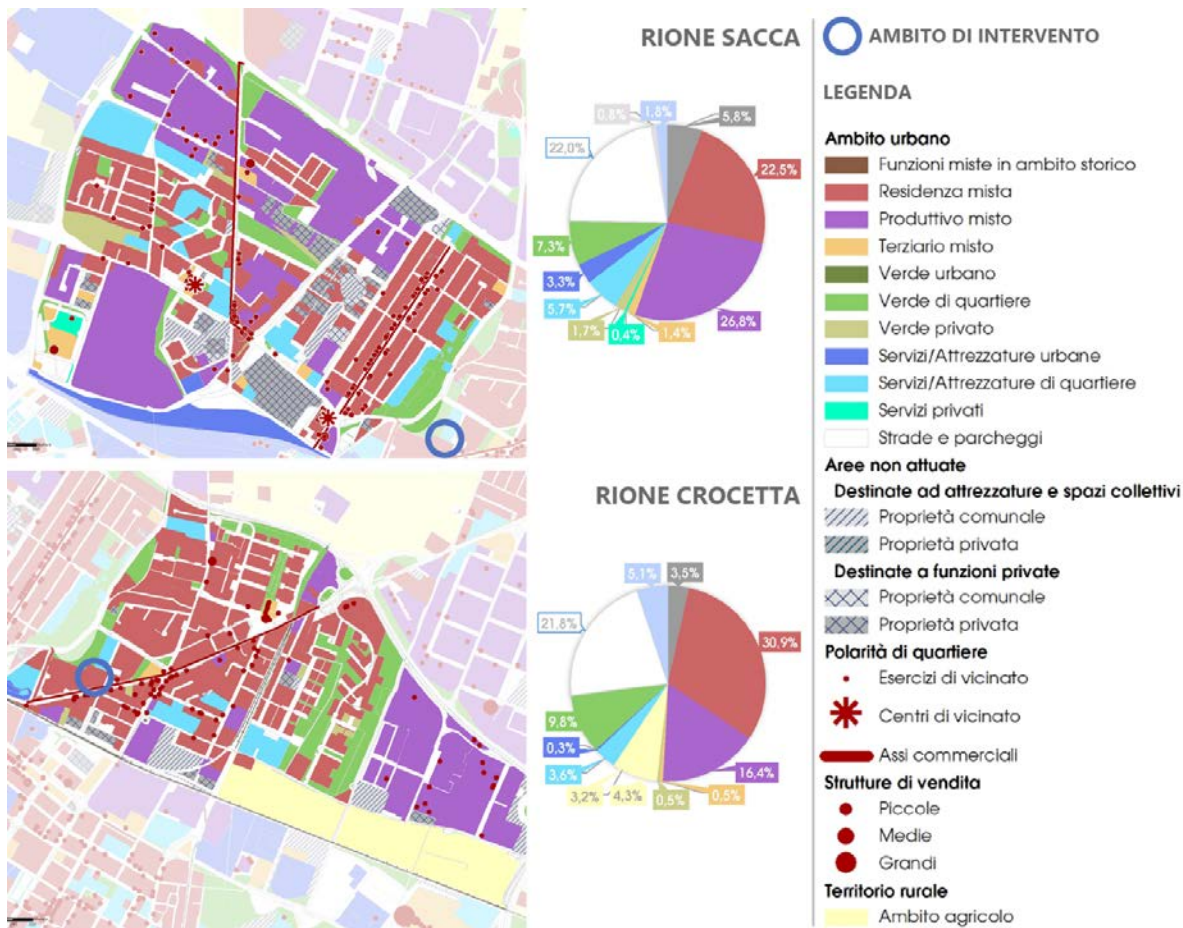 RIONE SACCA
0,8%
1,8%
5,8%
22,0%
22,5%
7,3%
3,3%
5,7%
1,7%
0,4%
1,4%
26,8%
RIONE CROCETTA
5,1%
3,5%
21,8%
30,9%
9,8%
0,3%
3,6%
3,2%
4,3%
0,5%
0,5%
16,4%
AMBITO DI INTERVENTO
LEGENDA
Ambito urbano
Funzioni miste in ambito storico
Residenza mista
Produttivo misto
Terziario misto
Verde urbano
Verde di quartiere
Verde privato
Servizi/Attrezzature urbane
Servizi/Attrezzature di quartiere
Servizi privati
Strade e parcheggi
Aree non attuate
Destinate ad attrezzature e spazi collettivi
Proprietà comunale
Proprietà privata
Destinate a funzioni private
Proprietà comunale
Proprietà privata
Polarità di quartiere
Esercizi di vicinato
Centri di vicinato
Assi commerciali
Strutture di vendita
Piccole
Medie
Grandi
Territorio rurale
Ambito agricolo